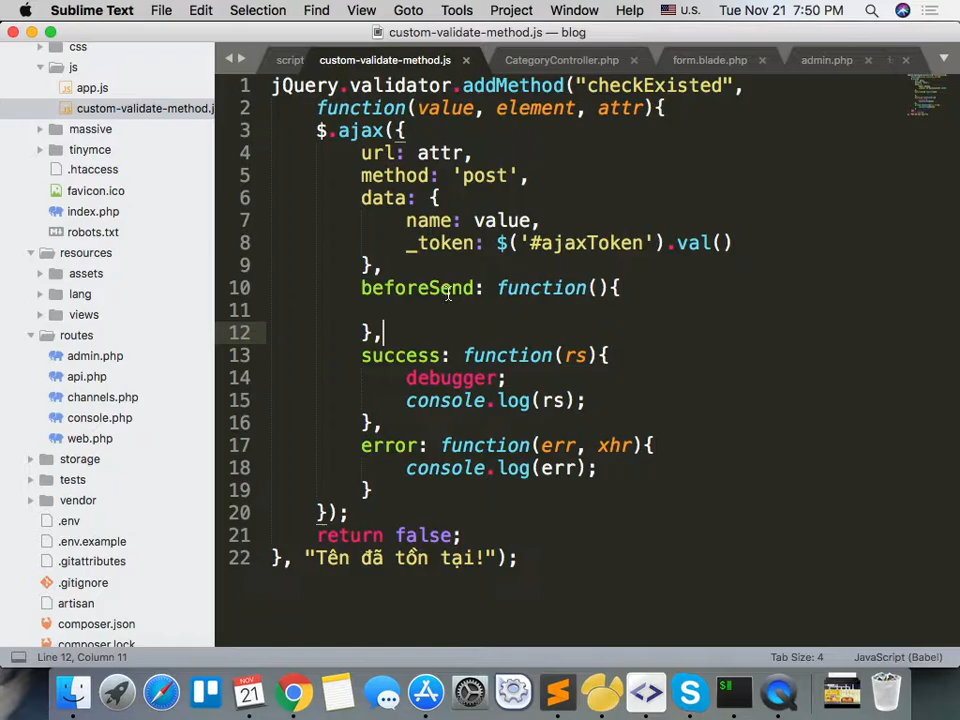 Sublime Text File Edit Selection Find View Goto Tools Project Window Help U.S. Tue Nov 21 7:50 PM
custom-validate-method.js — blog
css
js
app.js
custom-validate-method.j
massive
tinymce
.htaccess
favicon.ico
index.php
robots.txt
resources
assets
lang
views
routes
admin.php
api.php
channels.php
console.php
web.php
storage
tests
vendor
.env
.env.example
.gitattributes
.gitignore
artisan
composer.json
composer.lock
script custom-validate-method.js CategoryController.php form.blade.php admin.php
1 jQuery.validator.addMethod("checkExisted",
2 function(value, element, attr){
3 $.ajax({
4 url: attr,
5 method: 'post',
6 data: {
7 name: value,
8 _token: $('#ajaxToken').val()
9 },
10 beforeSend: function(){
11
12 },
13 success: function(rs){
14 debugger;
15 console.log(rs);
16 },
17 error: function(err, xhr){
18 console.log(err);
19 }
20 });
21 return false;
22 }, "Tên đã tồn tại!");
Line 12, Column 11 Tab Size: 4 JavaScript (Babel)
NOV
21